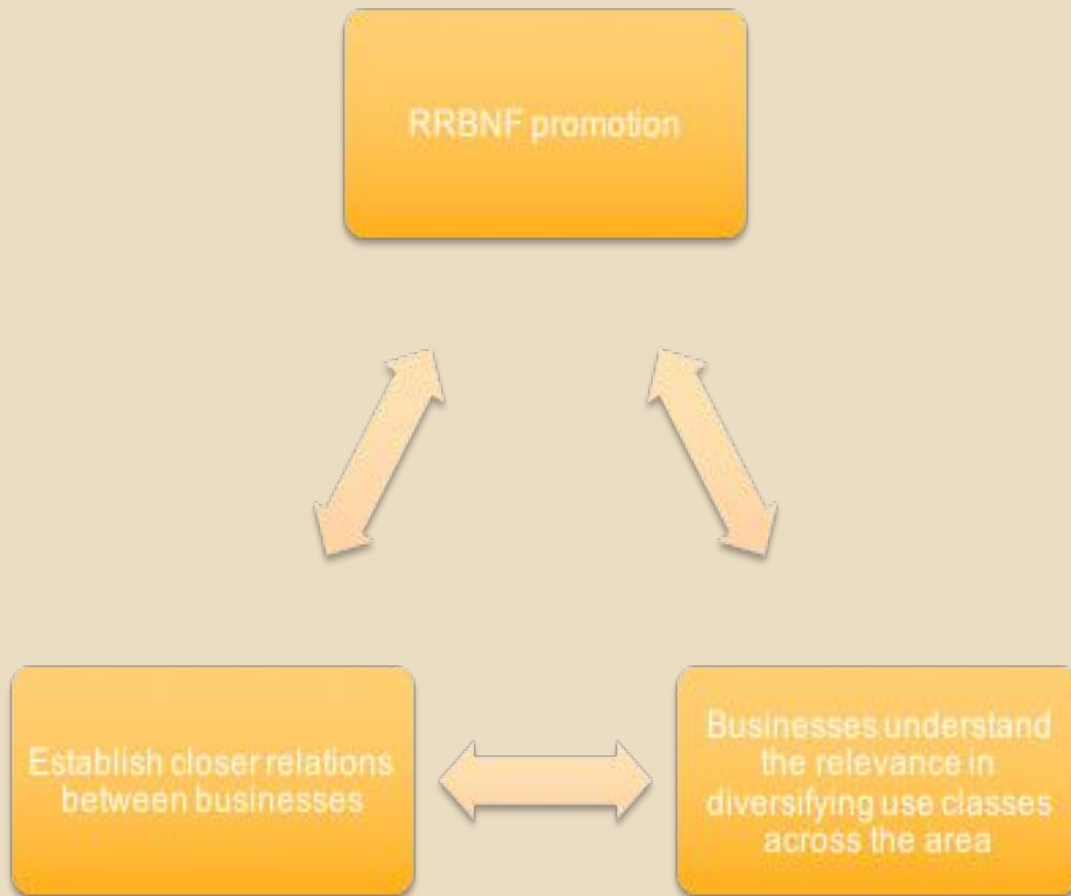 RRBNF promotion
Establish closer relations
between businesses
Businesses understand
the relevance in
diversifying use classes
across the area